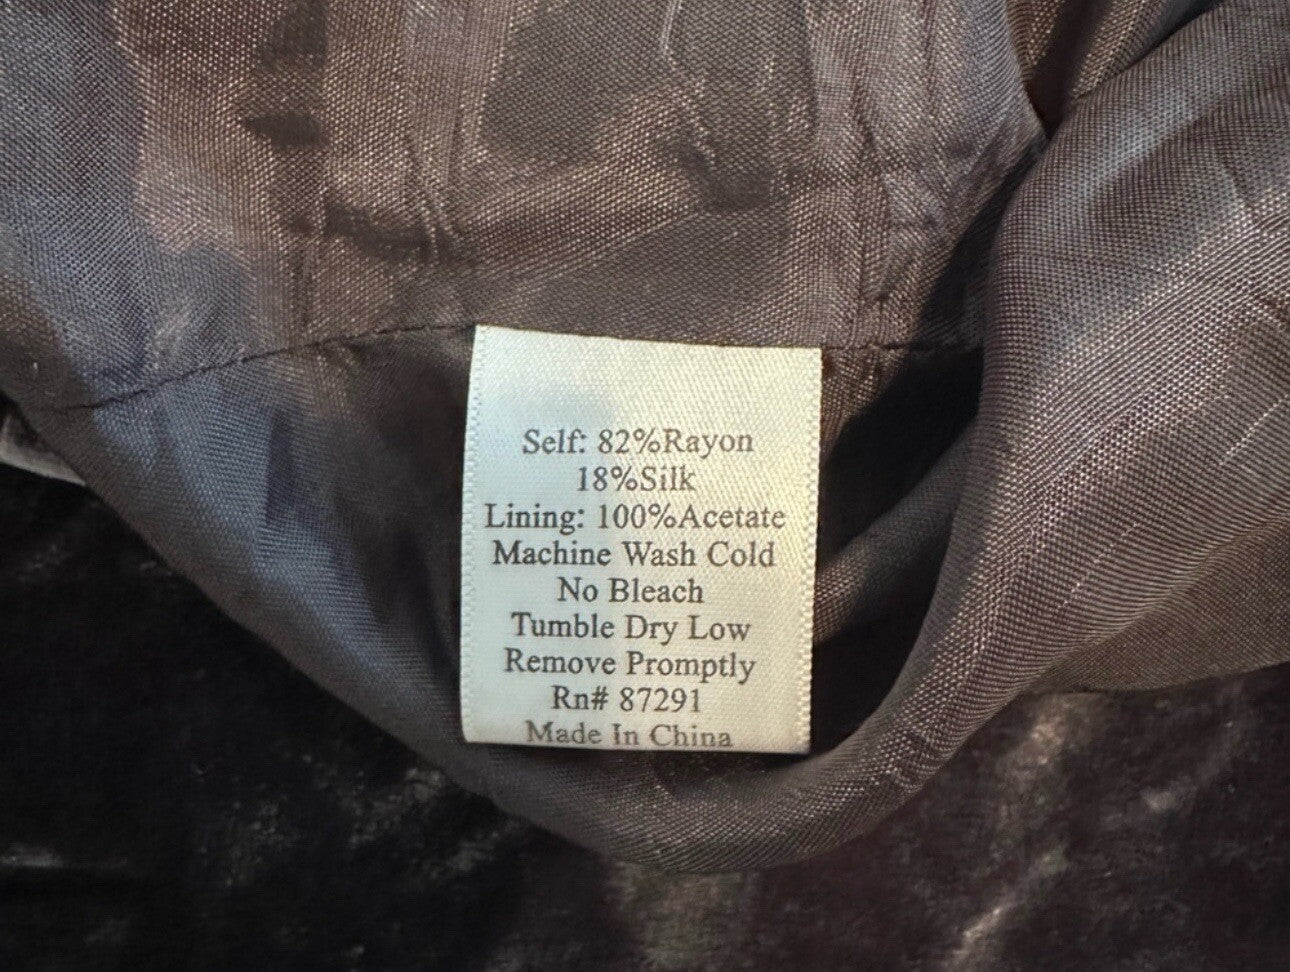 Self: 82%Rayon
18%Silk
Lining: 100%Acetate
Machine Wash Cold
No Bleach
Tumble Dry Low
Remove Promptly
Rn# 87291
Made In China